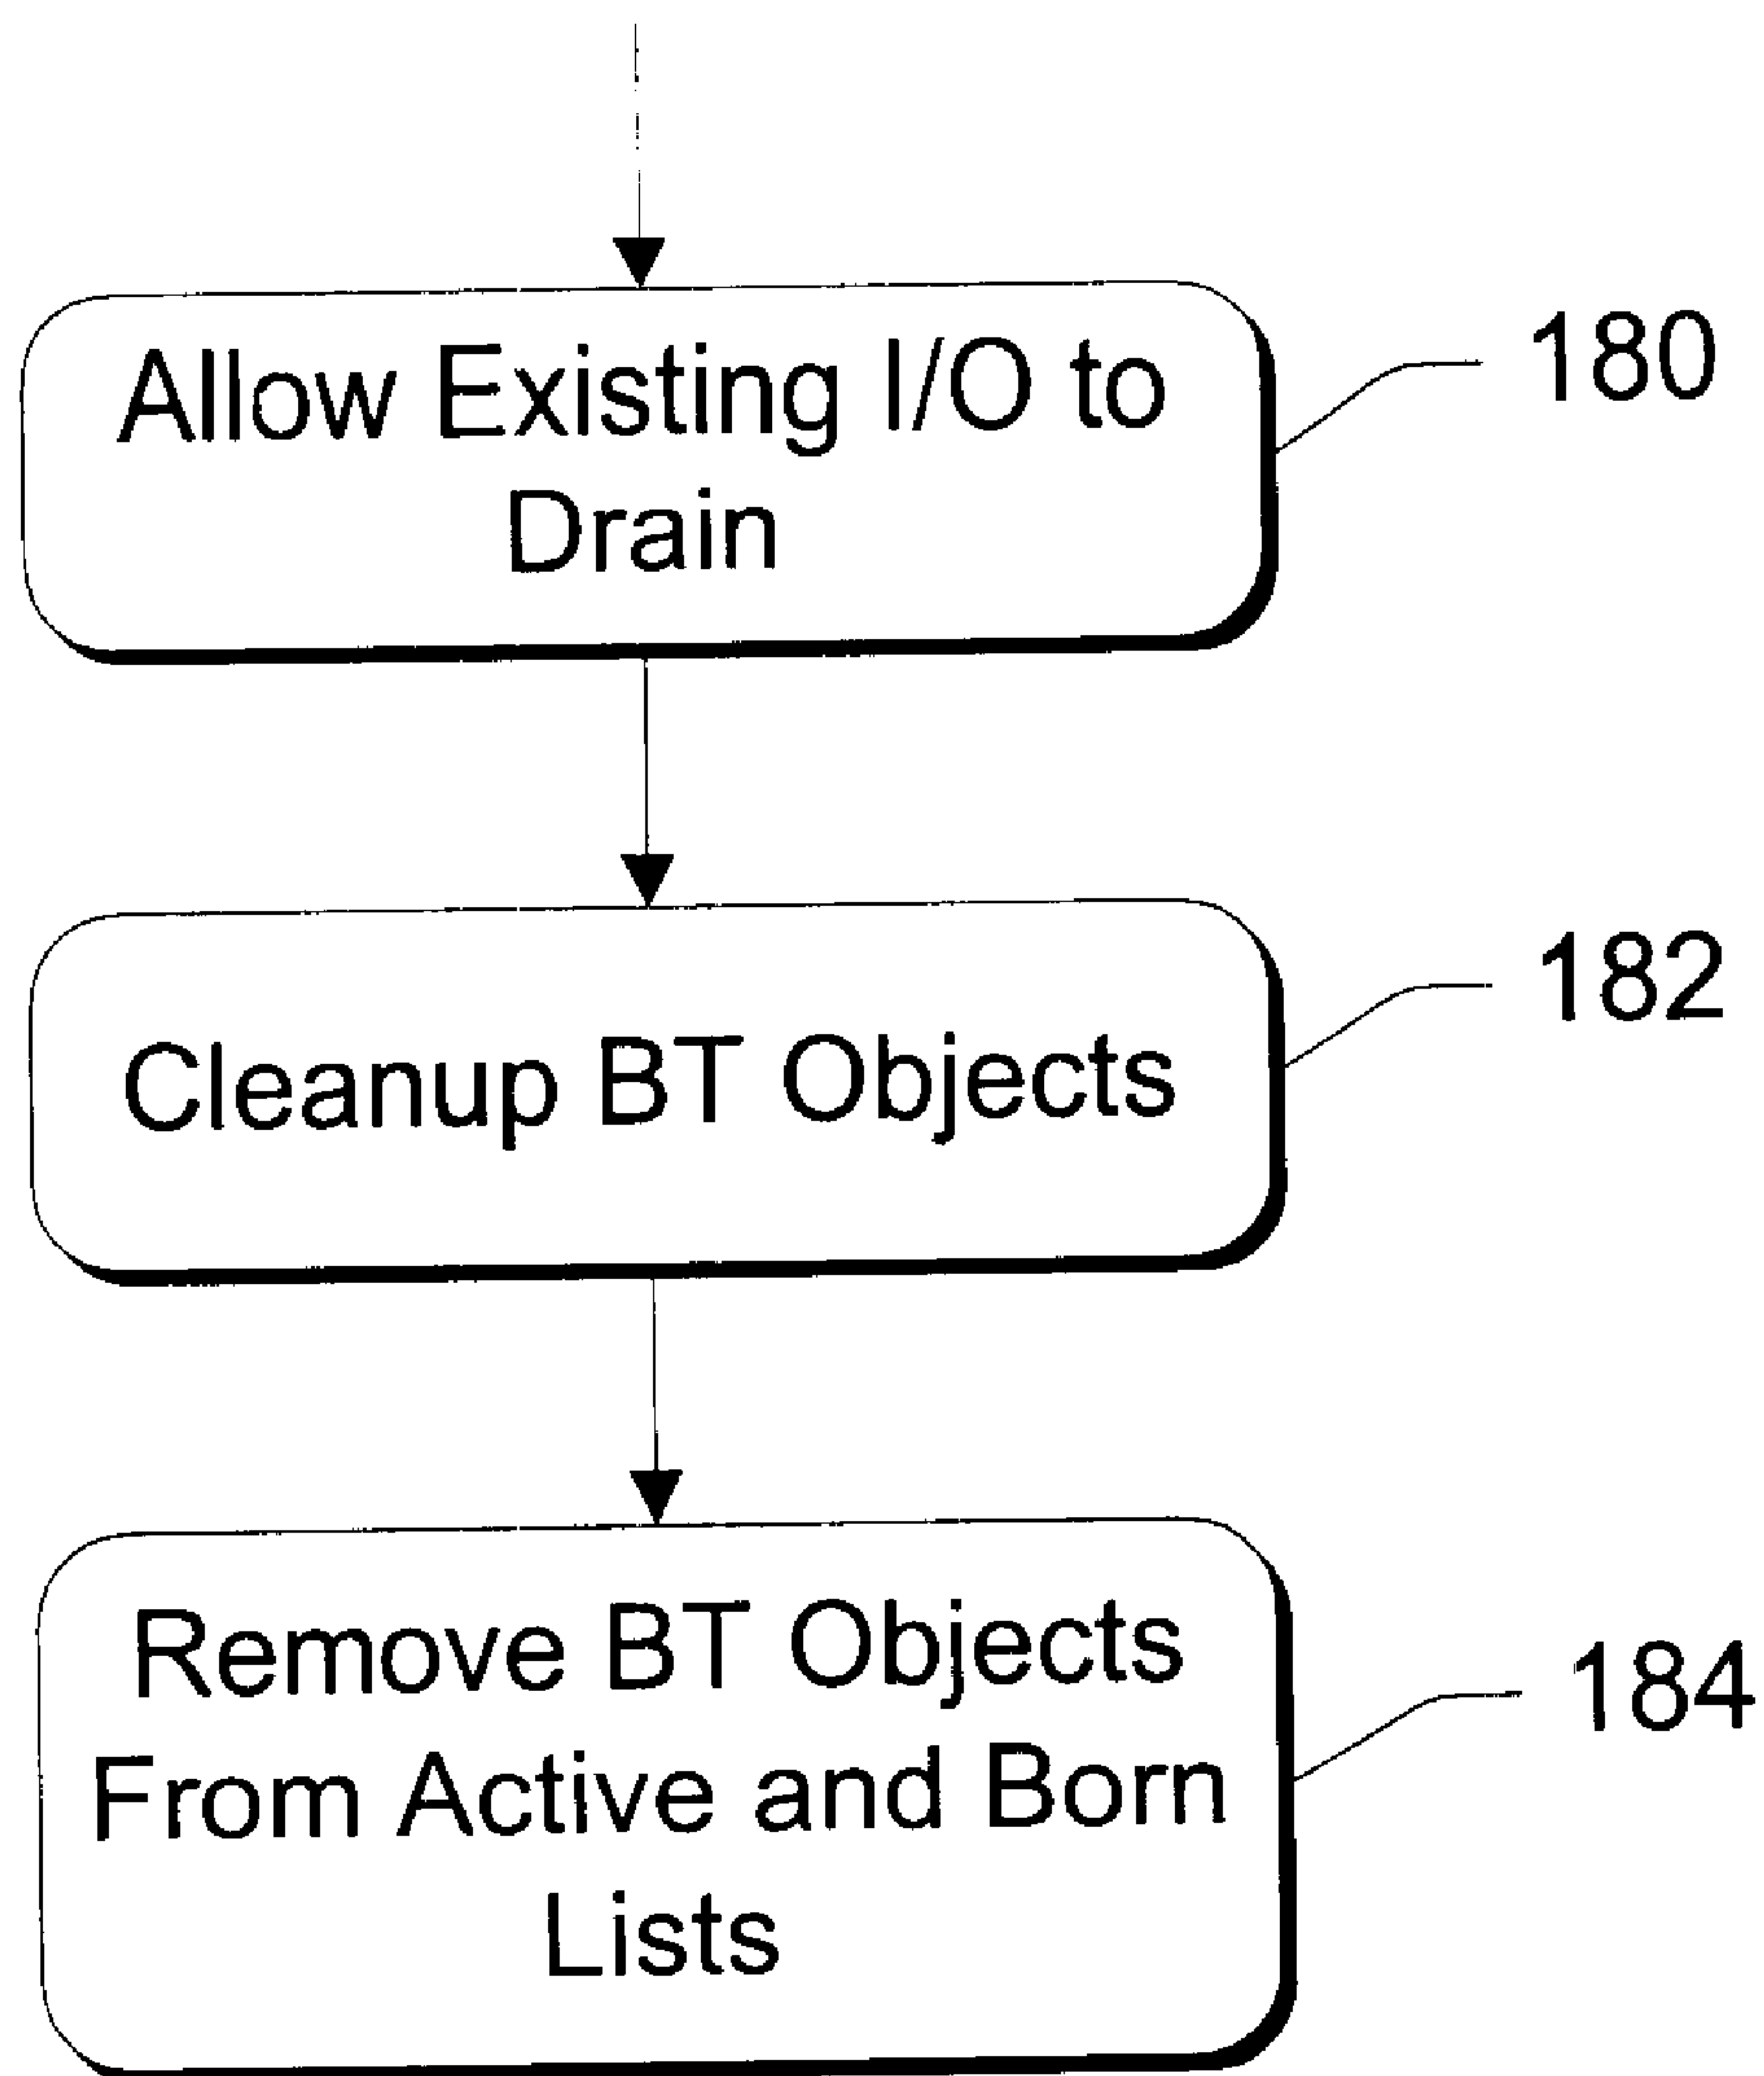 Allow Existing I/O to
Drain
180
Cleanup BT Objects
182
Remove BT Objects
From Active and Born
Lists
184